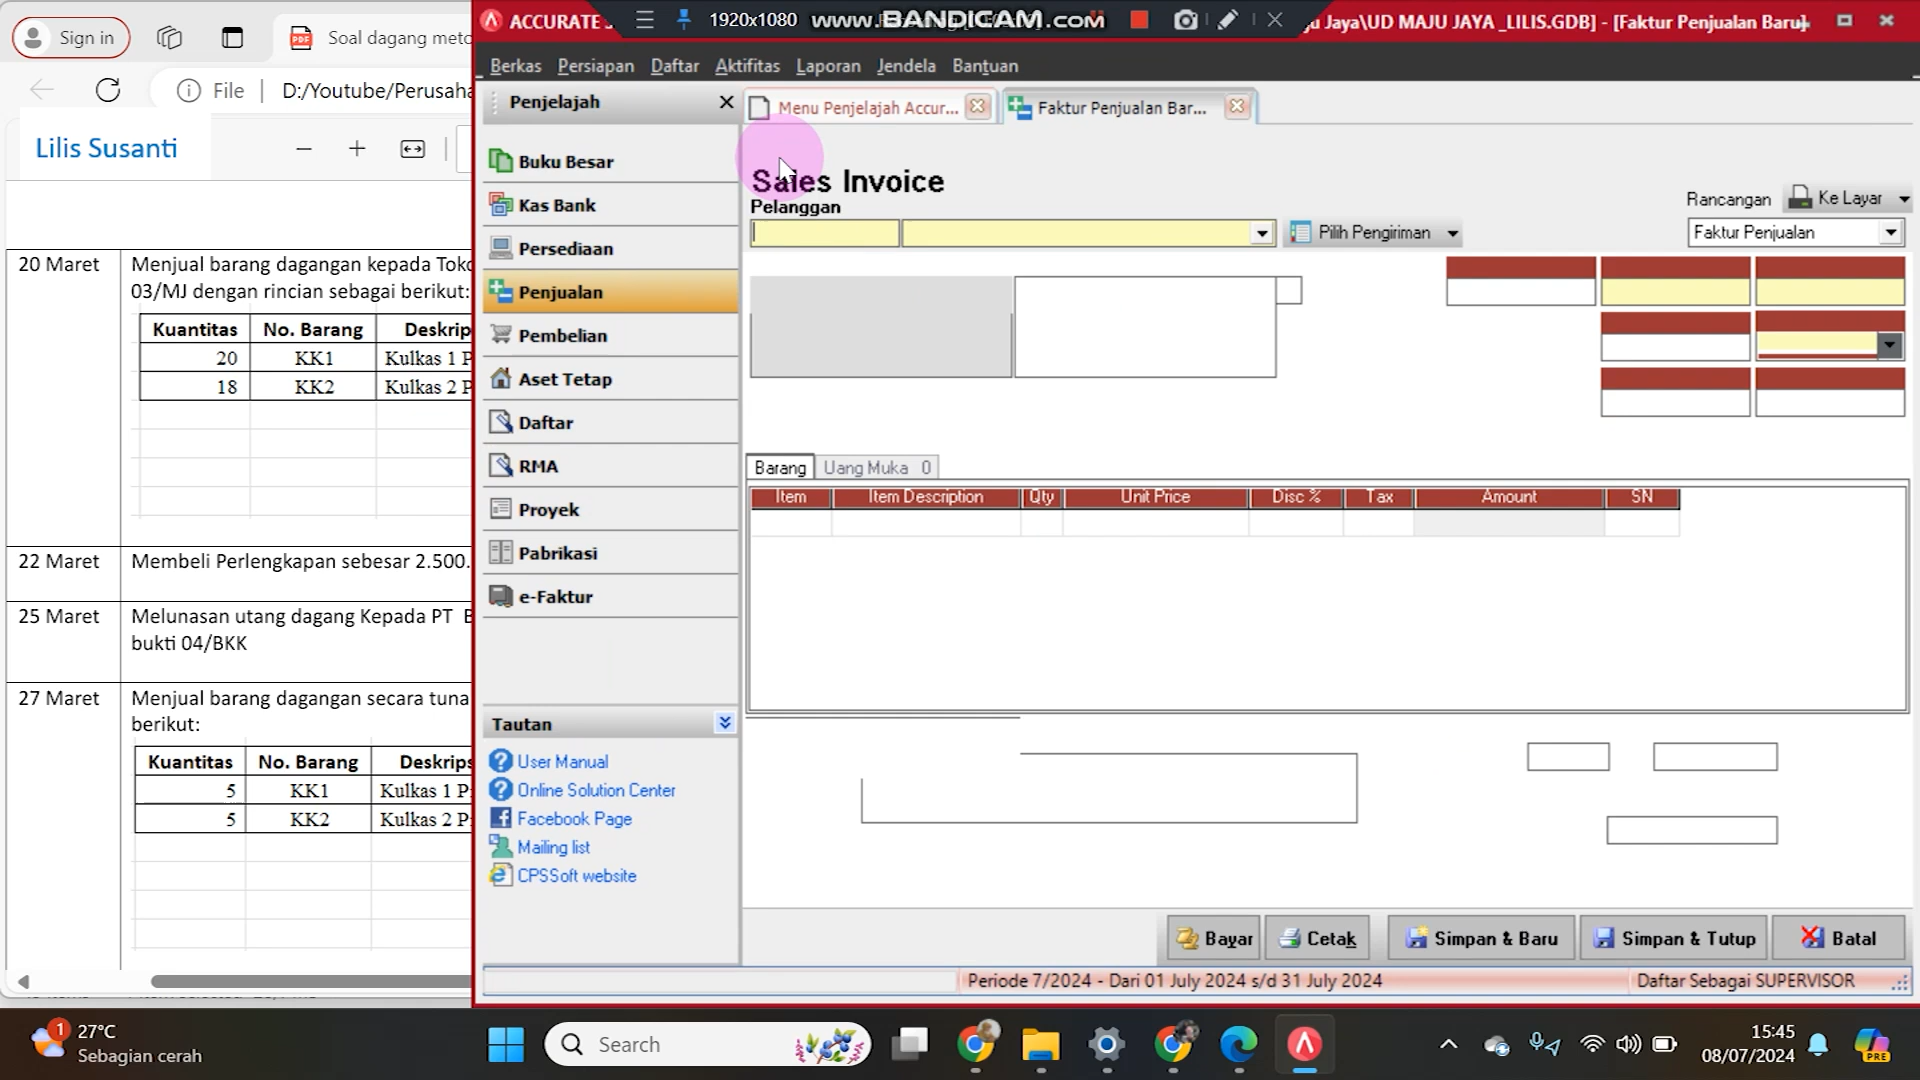 Sign in
Soal dagang meto
File
D:/Youtube/Perusaha
Lilis Susanti
20 Maret
Menjual barang dagangan kepada Toko
03/MJ dengan rincian sebagai berikut:
Kuantitas No. Barang Deskrip
20 KK1 Kulkas 1 P
18 KK2 Kulkas 2 P
22 Maret
Membeli Perlengkapan sebesar 2.500.
25 Maret
Melunasan utang dagang Kepada PT B
bukti 04/BKK
27 Maret
Menjual barang dagangan secara tuna
berikut:
Kuantitas No. Barang Deskrips
5 KK1 Kulkas 1 P
5 KK2 Kulkas 2 P
ACCURATE
1920x1080
www.BANDICAM.com
Jaya\UD MAJU JAYA _LILIS.GDB] - [Faktur Penjualan Baru]
Berkas Persiapan Daftar Aktifitas Laporan Jendela Bantuan
Penjelajah
Menu Penjelajah Accur...
Faktur Penjualan Bar...
Buku Besar
Kas Bank
Persediaan
Penjualan
Pembelian
Aset Tetap
Daftar
RMA
Proyek
Pabrikasi
e-Faktur
Tautan
User Manual
Online Solution Center
Facebook Page
Mailing list
CPSSoft website
Sales Invoice
Pelanggan
Pilih Pengiriman
Rancangan
Ke Layar
Faktur Penjualan
Barang
Uang Muka 0
Item Item Description Qty Unit Price Disc % Tax Amount SN
Bayar
Cetak
Simpan & Baru
Simpan & Tutup
Batal
Periode 7/2024 - Dari 01 July 2024 s/d 31 July 2024
Daftar Sebagai SUPERVISOR
1
27°C
Sebagian cerah
Search
15:45
08/07/2024
PRE